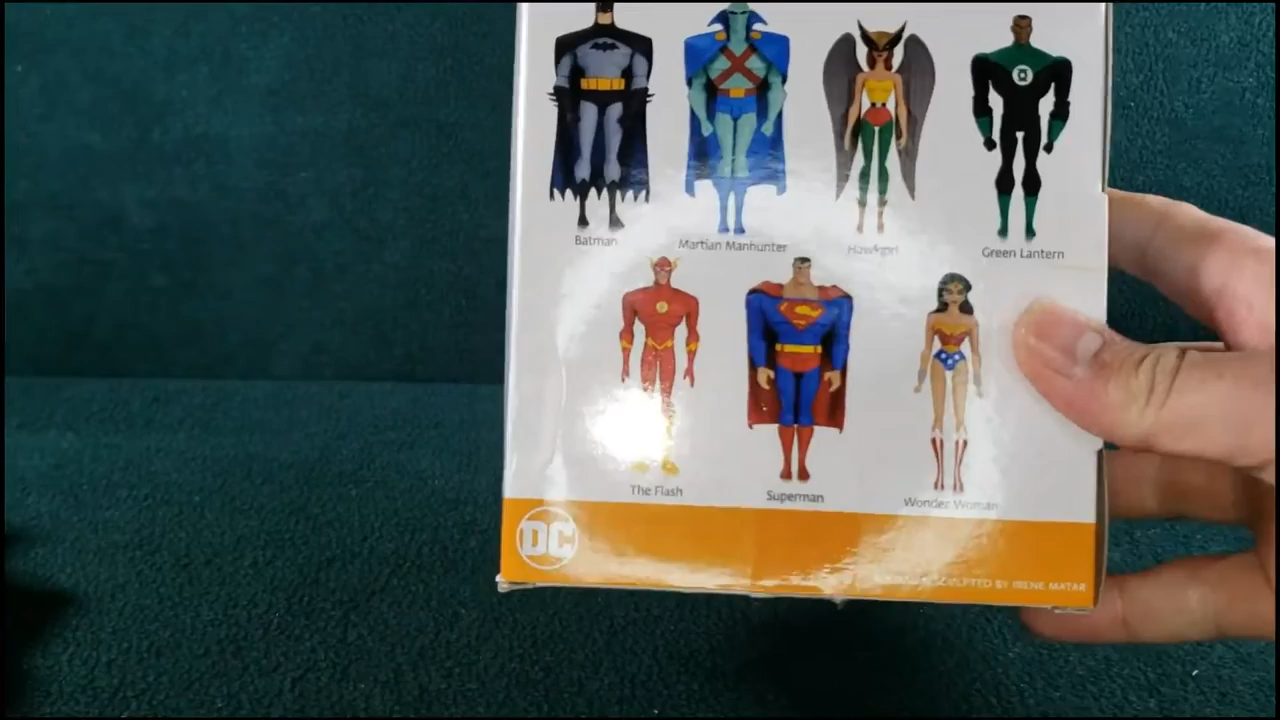 Batman
Martian Manhunter
Hawkgirl
Green Lantern
The Flash
Superman
Wonder Woman
DC
SCULPTED BY IRENE MATAR